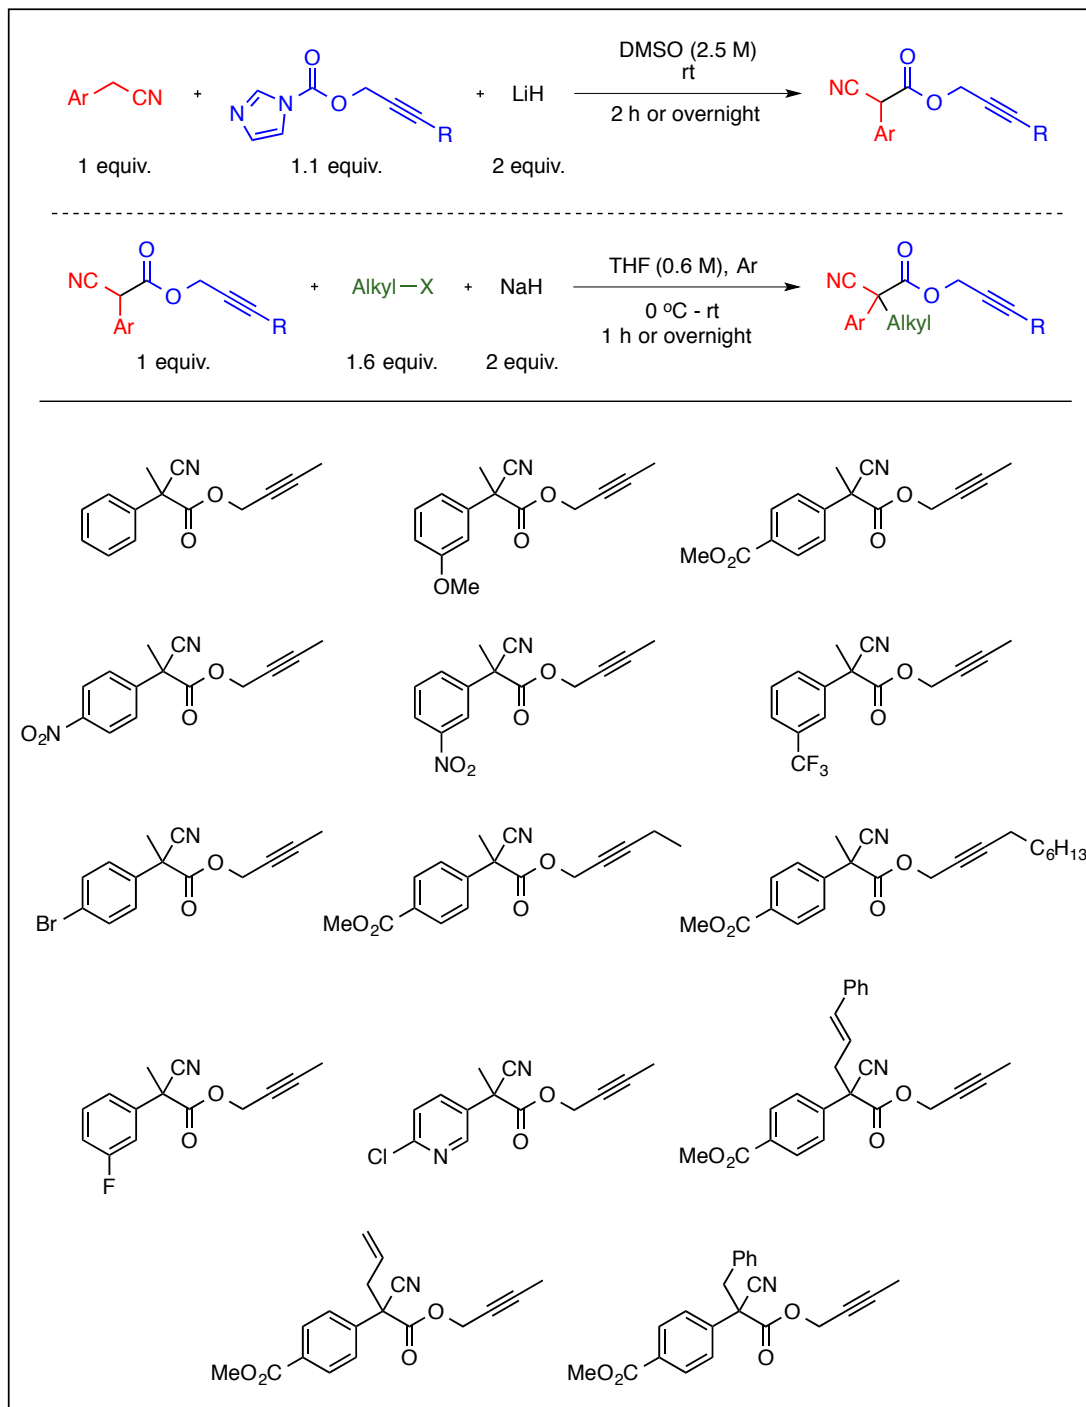 DMSO (2.5 M)
rt
2 h or overnight
Ar CN + N N O O R + LiH CN O O Ar R
1 equiv. 1.1 equiv. 2 equiv.
THF (0.6 M), Ar
0 ºC - rt
1 h or overnight
NC O O Ar R + Alkyl X + NaH CN O O Ar Alkyl R
1 equiv. 1.6 equiv. 2 equiv.
CN O O
CN O O OMe
CN O O MeO₂C
CN O O O₂N
CN O O NO₂
CN O O CF₃
CN O O Br
CN O O MeO₂C
CN O O C₆H₁₃ MeO₂C
CN O O F
CN O O Cl N
Ph CN O O MeO₂C
CN O O MeO₂C
Ph CN O O MeO₂C